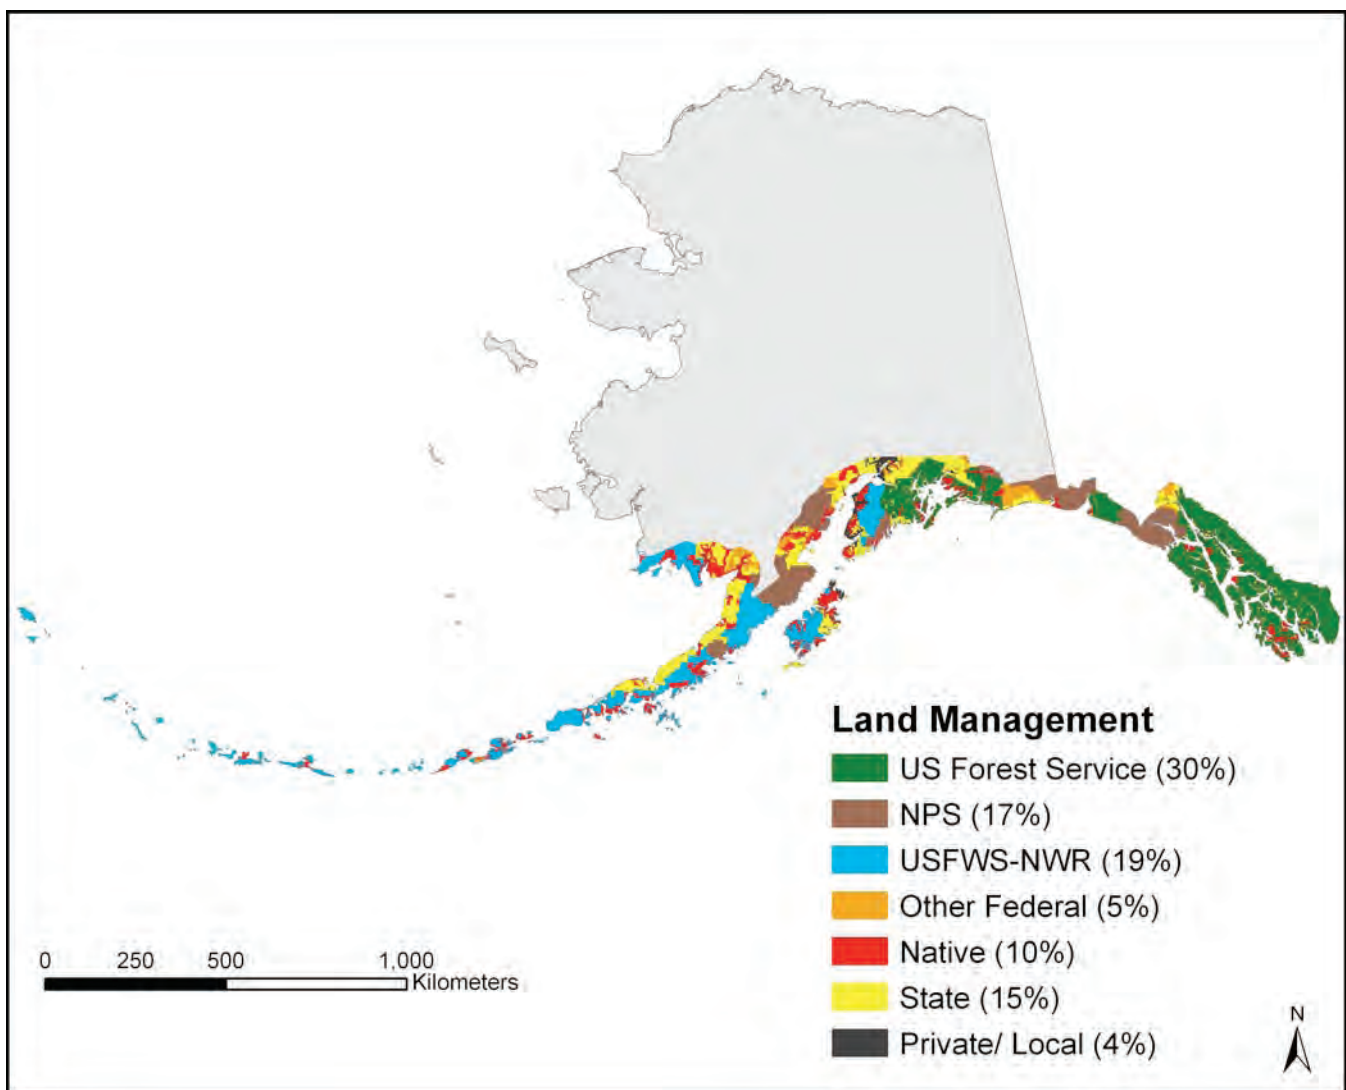 Land Management
US Forest Service (30%)
NPS (17%)
USFWS-NWR (19%)
Other Federal (5%)
Native (10%)
State (15%)
Private/ Local (4%)
0 250 500 1,000
Kilometers
N